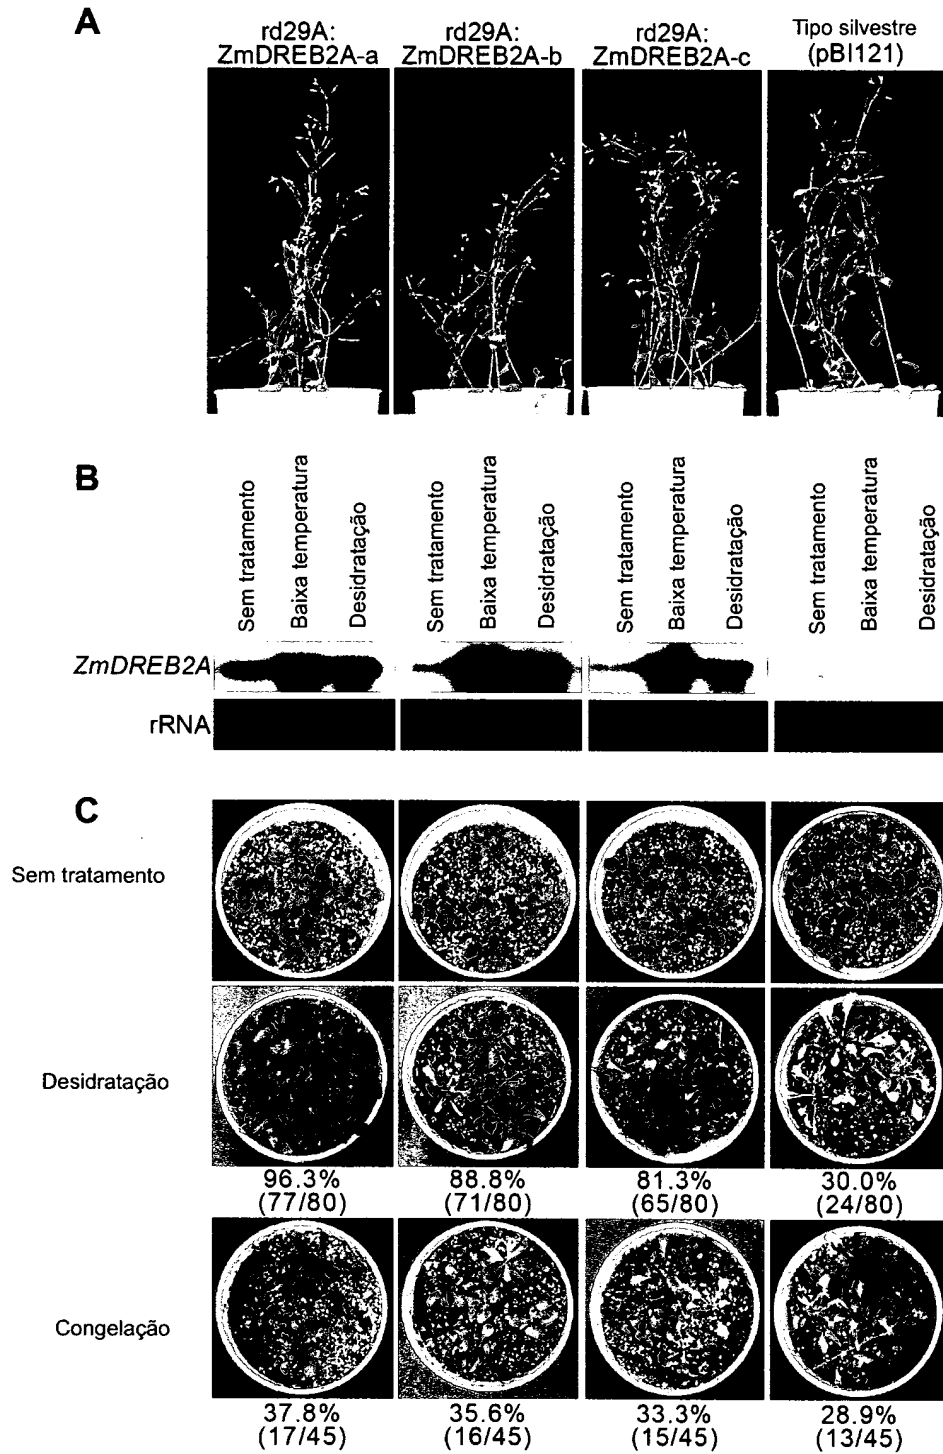 A
rd29A:
ZmDREB2A-a
rd29A:
ZmDREB2A-b
rd29A:
ZmDREB2A-c
Tipo silvestre
(pBI121)
B
Sem tratamento
Baixa temperatura
Desidratação
Sem tratamento
Baixa temperatura
Desidratação
Sem tratamento
Baixa temperatura
Desidratação
Sem tratamento
Baixa temperatura
Desidratação
ZmDREB2A
rRNA
C
Sem tratamento
Desidratação
96.3%
(77/80)
88.8%
(71/80)
81.3%
(65/80)
30.0%
(24/80)
Congelação
37.8%
(17/45)
35.6%
(16/45)
33.3%
(15/45)
28.9%
(13/45)